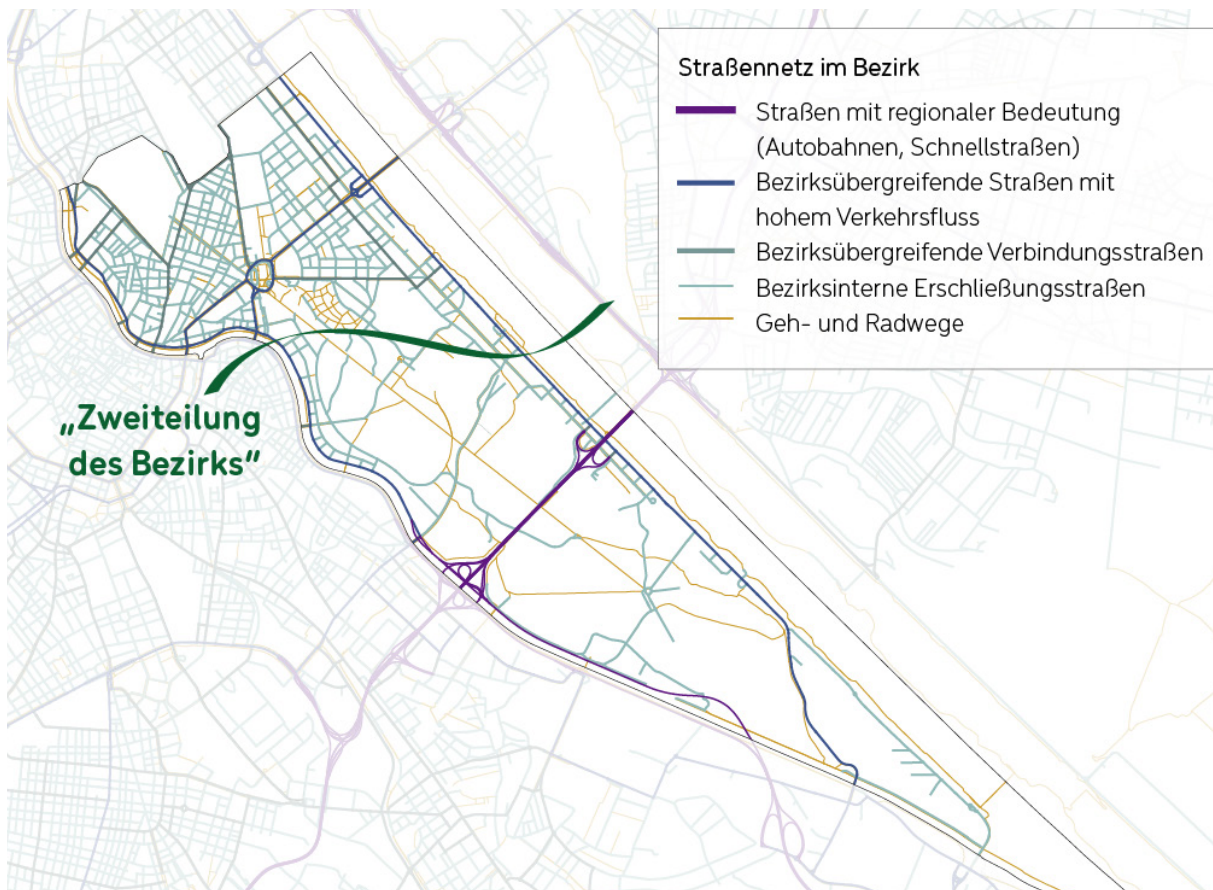 Straßennetz im Bezirk
Straßen mit regionaler Bedeutung
(Autobahnen, Schnellstraßen)
Bezirksübergreifende Straßen mit
hohem Verkehrsfluss
Bezirksübergreifende Verbindungsstraßen
Bezirksinterne Erschließungsstraßen
Geh- und Radwege
„Zweiteilung
des Bezirks“